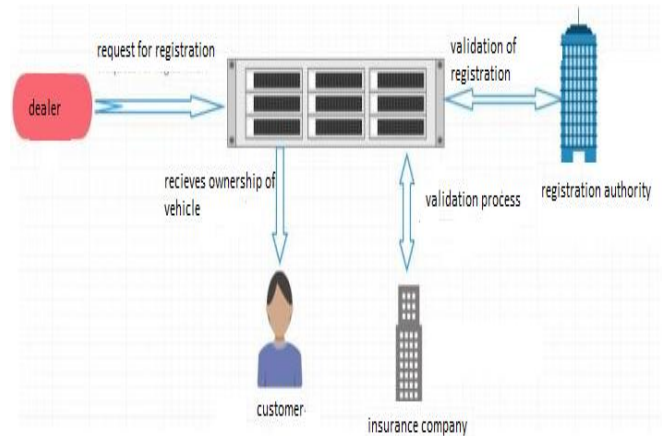 request for registration
validation of
registration
dealer
recieves ownership of
vehicle
validation process
registration authority
customer
insurance company